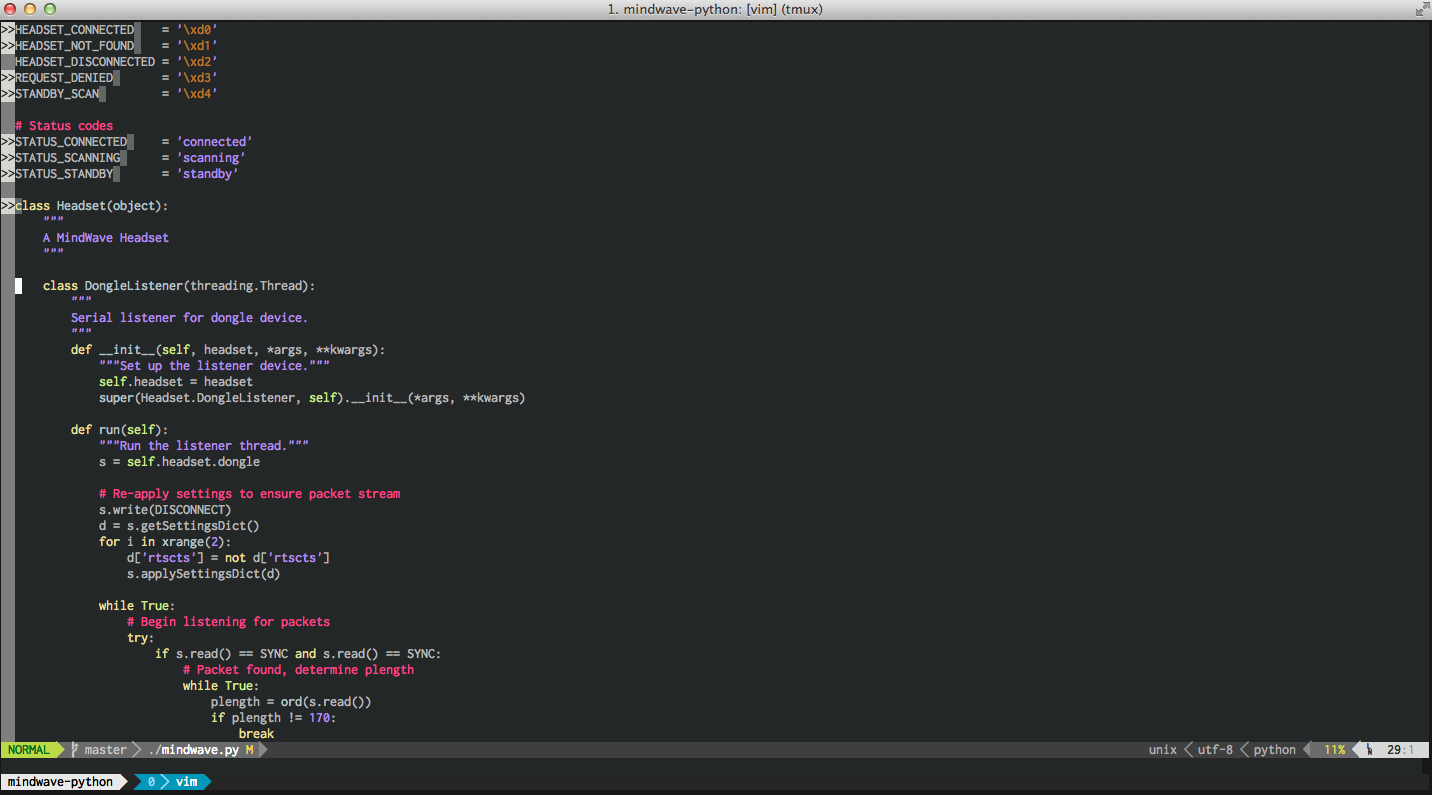 1. mindwave-python: [vim] (tmux)
>>HEADSET_CONNECTED    = '\xd0'
>>HEADSET_NOT_FOUND    = '\xd1'
  HEADSET_DISCONNECTED = '\xd2'
>>REQUEST_DENIED       = '\xd3'
>>STANDBY_SCAN         = '\xd4'
  # Status codes
>>STATUS_CONNECTED     = 'connected'
>>STATUS_SCANNING      = 'scanning'
>>STATUS_STANDBY       = 'standby'
>>class Headset(object):
      """
      A MindWave Headset
      """
      class DongleListener(threading.Thread):
          """
          Serial listener for dongle device.
          """
          def __init__(self, headset, *args, **kwargs):
              """Set up the listener device."""
              self.headset = headset
              super(Headset.DongleListener, self).__init__(*args, **kwargs)
          def run(self):
              """Run the listener thread."""
              s = self.headset.dongle
              # Re-apply settings to ensure packet stream
              s.write(DISCONNECT)
              d = s.getSettingsDict()
              for i in xrange(2):
                  d['rtscts'] = not d['rtscts']
                  s.applySettingsDict(d)
              while True:
                  # Begin listening for packets
                  try:
                      if s.read() == SYNC and s.read() == SYNC:
                          # Packet found, determine plength
                          while True:
                              plength = ord(s.read())
                              if plength != 170:
                                  break
NORMAL master ./mindwave.py M unix utf-8 python 11% 29:1
mindwave-python 0 vim